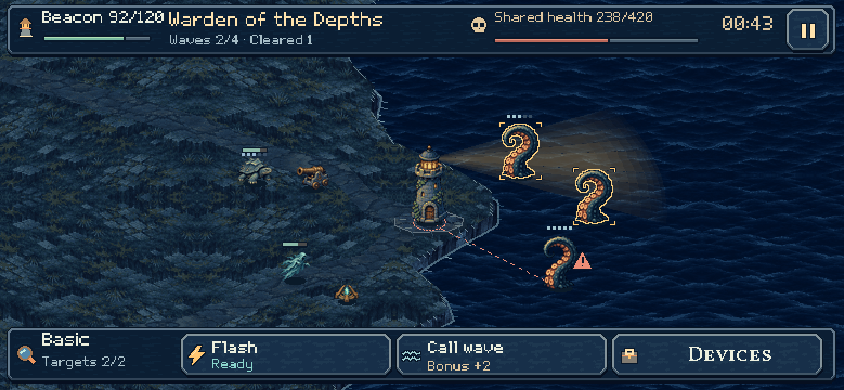 Beacon 92/120
Warden of the Depths
Waves 2/4 · Cleared 1
Shared health 238/420
00:43
Basic
Targets 2/2
Flash
Ready
Call wave
Bonus +2
DEVICES